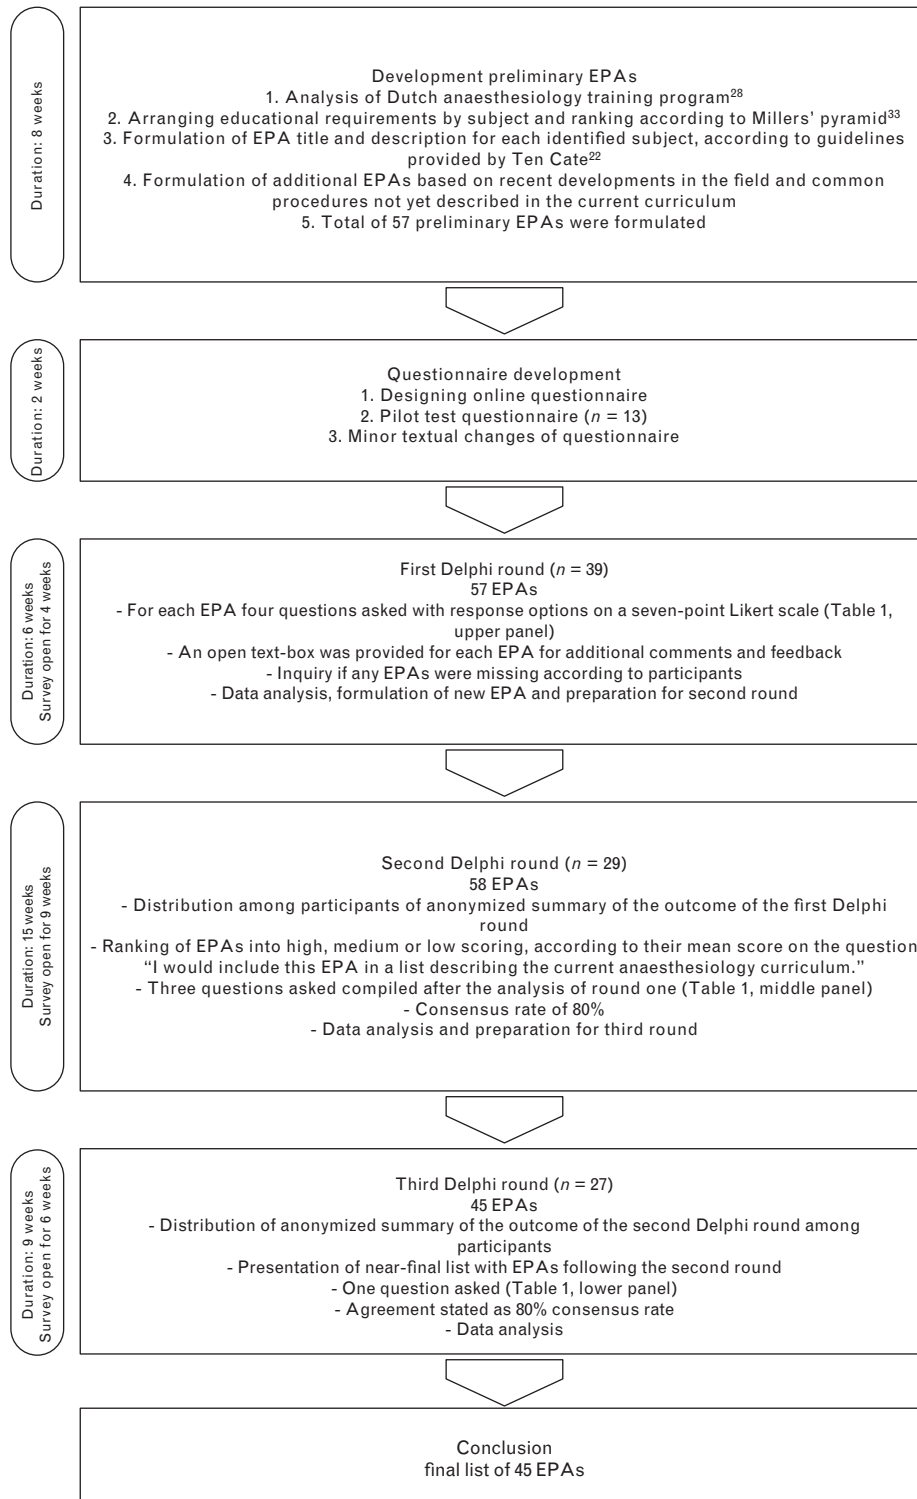 Duration: 8 weeks
Development preliminary EPAs
1. Analysis of Dutch anaesthesiology training program²⁸
2. Arranging educational requirements by subject and ranking according to Millers' pyramid³³
3. Formulation of EPA title and description for each identified subject, according to guidelines
provided by Ten Cate²²
4. Formulation of additional EPAs based on recent developments in the field and common
procedures not yet described in the current curriculum
5. Total of 57 preliminary EPAs were formulated
Duration: 2 weeks
Questionnaire development
1. Designing online questionnaire
2. Pilot test questionnaire (n = 13)
3. Minor textual changes of questionnaire
Duration: 6 weeks
Survey open for 4 weeks
First Delphi round (n = 39)
57 EPAs
- For each EPA four questions asked with response options on a seven-point Likert scale (Table 1,
upper panel)
- An open text-box was provided for each EPA for additional comments and feedback
- Inquiry if any EPAs were missing according to participants
- Data analysis, formulation of new EPA and preparation for second round
Duration: 15 weeks
Survey open for 9 weeks
Second Delphi round (n = 29)
58 EPAs
- Distribution among participants of anonymized summary of the outcome of the first Delphi
round
- Ranking of EPAs into high, medium or low scoring, according to their mean score on the question
“I would include this EPA in a list describing the current anaesthesiology curriculum.”
- Three questions asked compiled after the analysis of round one (Table 1, middle panel)
- Consensus rate of 80%
- Data analysis and preparation for third round
Duration: 9 weeks
Survey open for 6 weeks
Third Delphi round (n = 27)
45 EPAs
- Distribution of anonymized summary of the outcome of the second Delphi round among
participants
- Presentation of near-final list with EPAs following the second round
- One question asked (Table 1, lower panel)
- Agreement stated as 80% consensus rate
- Data analysis
Conclusion
final list of 45 EPAs